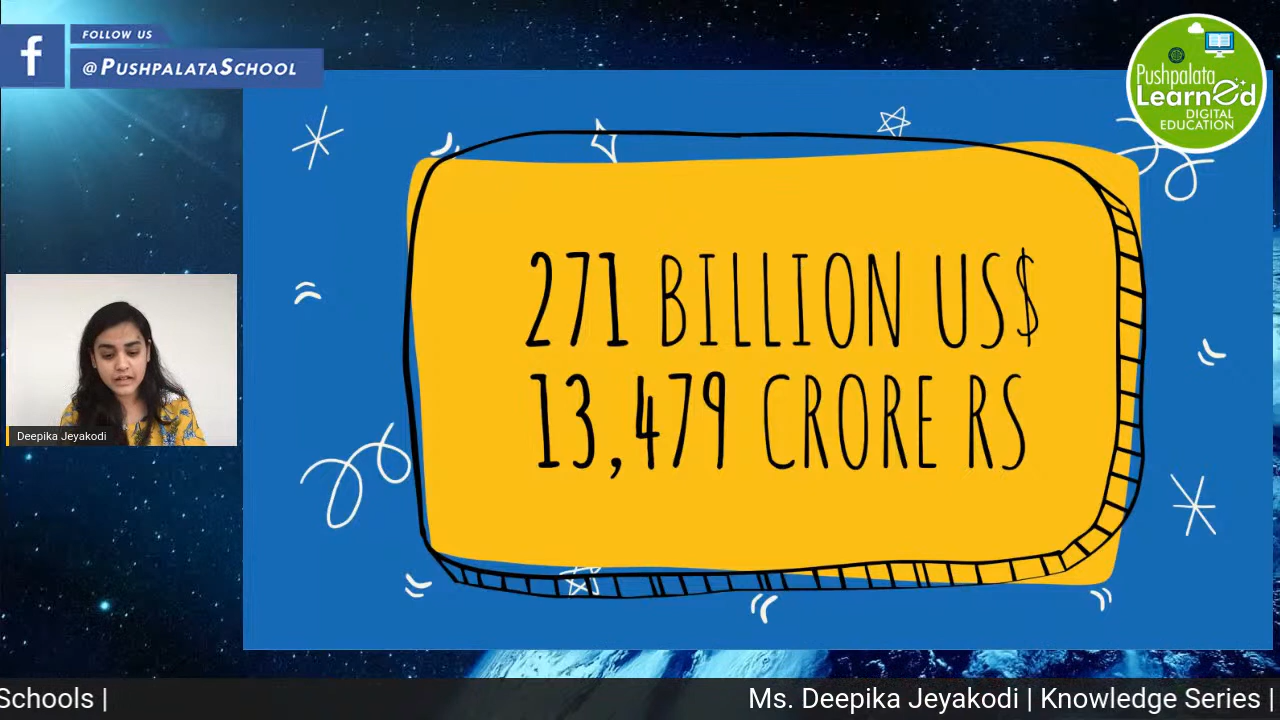 FOLLOW US
@PUSHPALATASCHOOL
Pushpalata
Learned
DIGITAL
EDUCATION
271 BILLION US$
13,479 CRORE RS
Deepika Jeyakodi
Schools |
Ms. Deepika Jeyakodi | Knowledge Series |